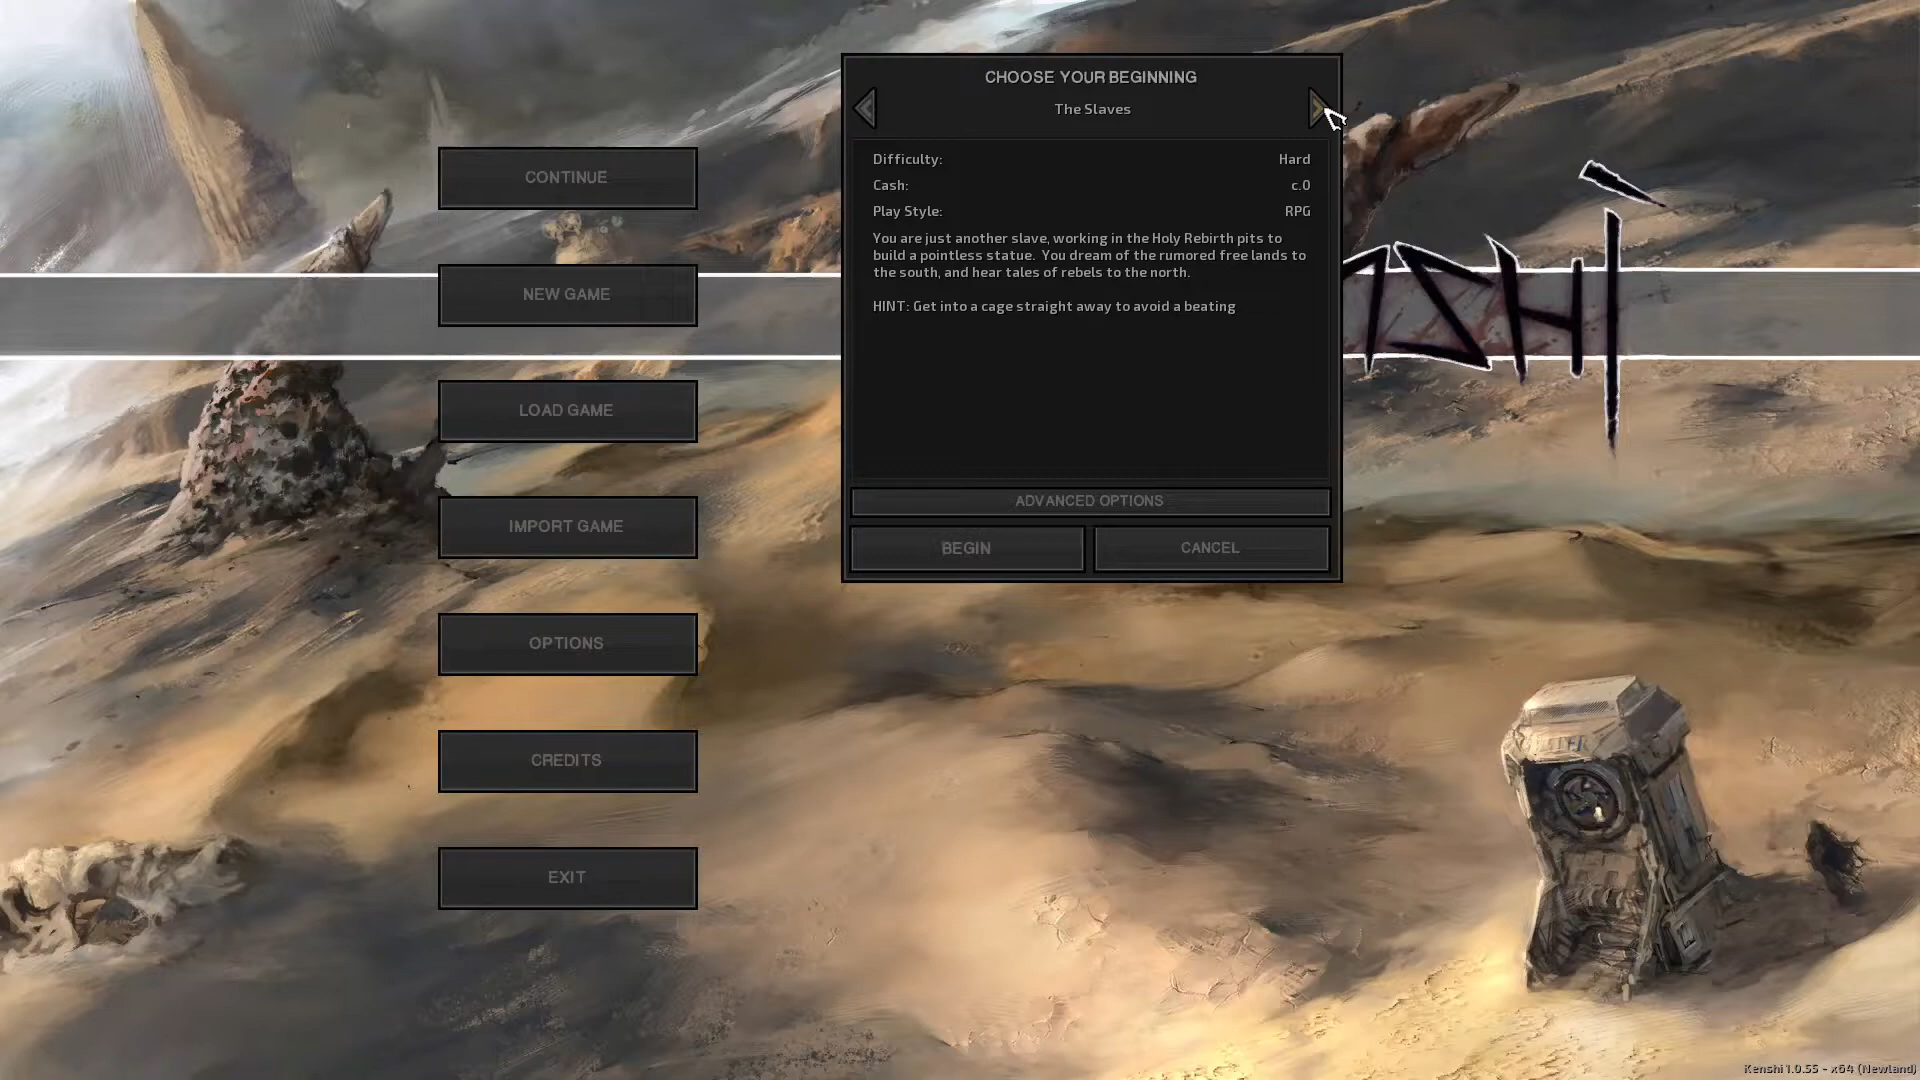 CHOOSE YOUR BEGINNING
The Slaves
Difficulty: Hard
Cash: c.0
Play Style: RPG
You are just another slave, working in the Holy Rebirth pits to
build a pointless statue. You dream of the rumored free lands to
the south, and hear tales of rebels to the north.
HINT: Get into a cage straight away to avoid a beating
ADVANCED OPTIONS
BEGIN
CANCEL
CONTINUE
NEW GAME
LOAD GAME
IMPORT GAME
OPTIONS
CREDITS
EXIT
Kenshi 1.0.55 - x64 (Newland)